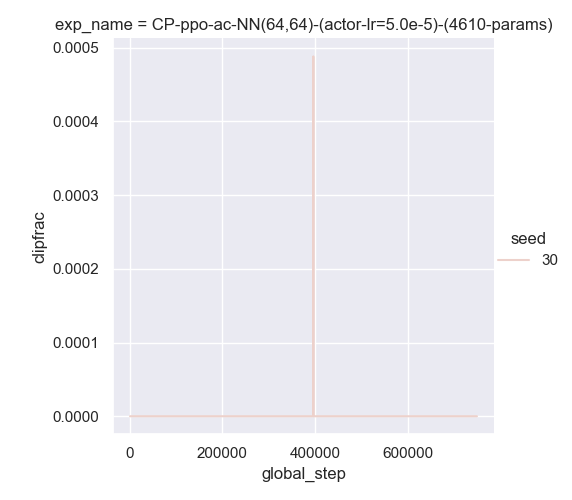 exp_name = CP-ppo-ac-NN(64,64)-(actor-lr=5.0e-5)-(4610-params)
0.0005
0.0004
0.0003
0.0002
0.0001
0.0000
clipfrac
0
200000
400000
600000
global_step
seed
30